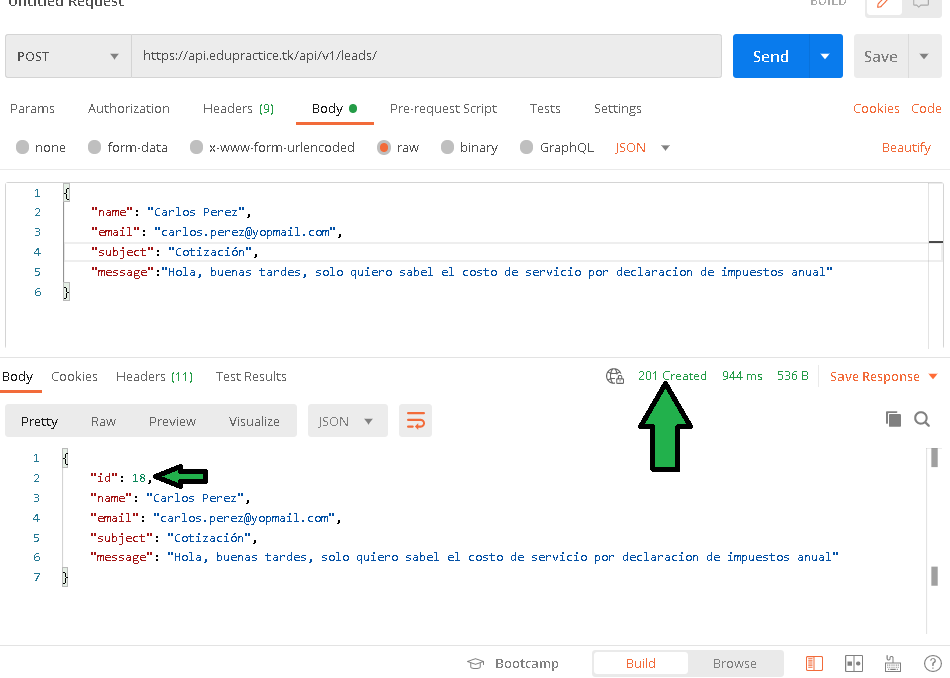 Untitled Request
BUILD
POST
https://api.edupractice.tk/api/v1/leads/
Send
Save
Params Authorization Headers (9) Body Pre-request Script Tests Settings Cookies Code
none form-data x-www-form-urlencoded raw binary GraphQL JSON Beautify
1 {
2 "name": "Carlos Perez",
3 "email": "carlos.perez@yopmail.com",
4 "subject": "Cotización",
5 "message":"Hola, buenas tardes, solo quiero sabel el costo de servicio por declaracion de impuestos anual"
6 }
Body Cookies Headers (11) Test Results 201 Created 944 ms 536 B Save Response
Pretty Raw Preview Visualize JSON
1 {
2 "id": 18,
3 "name": "Carlos Perez",
4 "email": "carlos.perez@yopmail.com",
5 "subject": "Cotización",
6 "message": "Hola, buenas tardes, solo quiero sabel el costo de servicio por declaracion de impuestos anual"
7 }
Bootcamp Build Browse
?